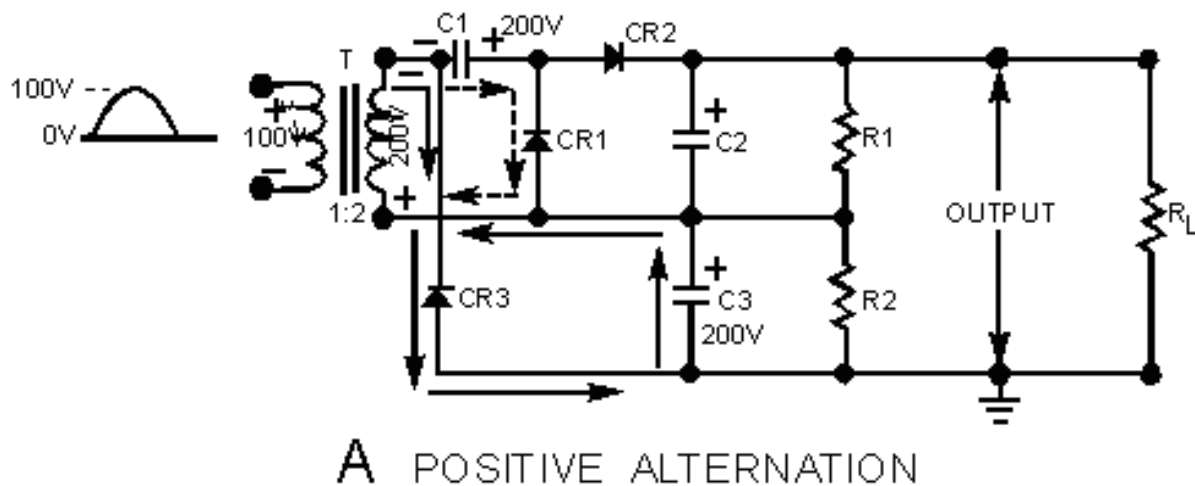 C1
200V
CR2
T
100V
0V
100V
200V
CR1
C2
R1
1:2
OUTPUT
RL
CR3
C3
200V
R2
A POSITIVE ALTERNATION